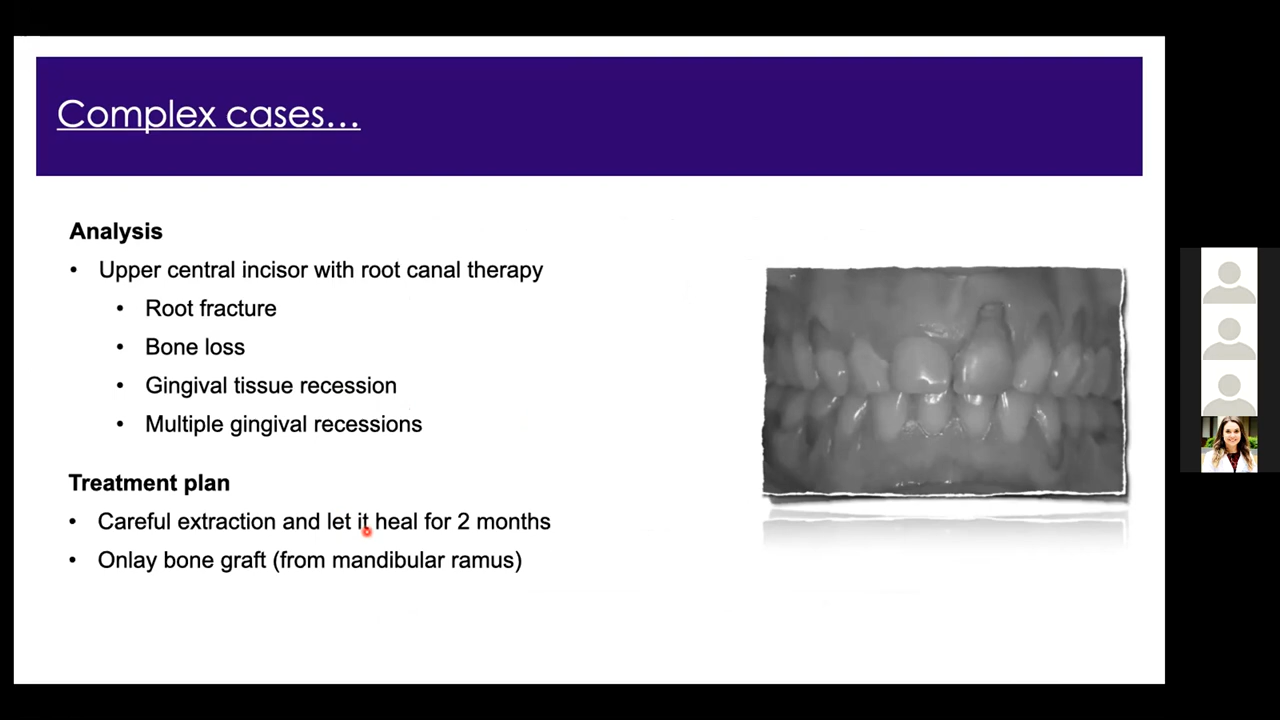 Complex cases...
Analysis
• Upper central incisor with root canal therapy
• Root fracture
• Bone loss
• Gingival tissue recession
• Multiple gingival recessions
Treatment plan
• Careful extraction and let it heal for 2 months
• Onlay bone graft (from mandibular ramus)